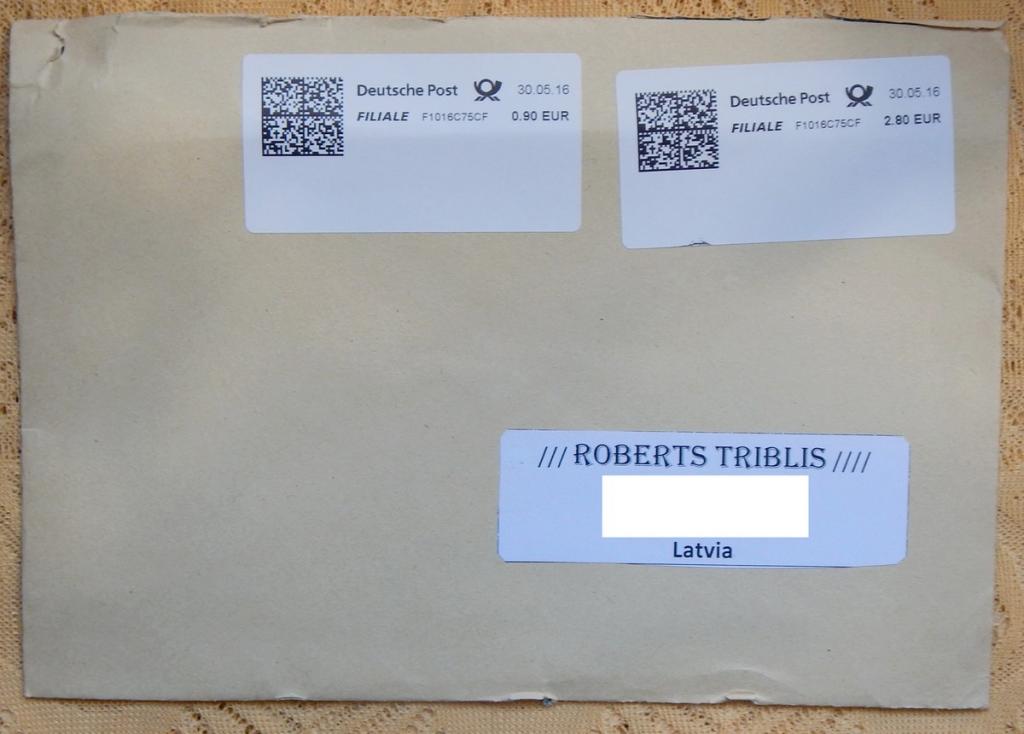 Deutsche Post 30.05.16
FILIALE F1016C75CF 0.90 EUR
Deutsche Post 30.05.16
FILIALE F1016C75CF 2.80 EUR
/// ROBERTS TRIBLIS ////
Latvia